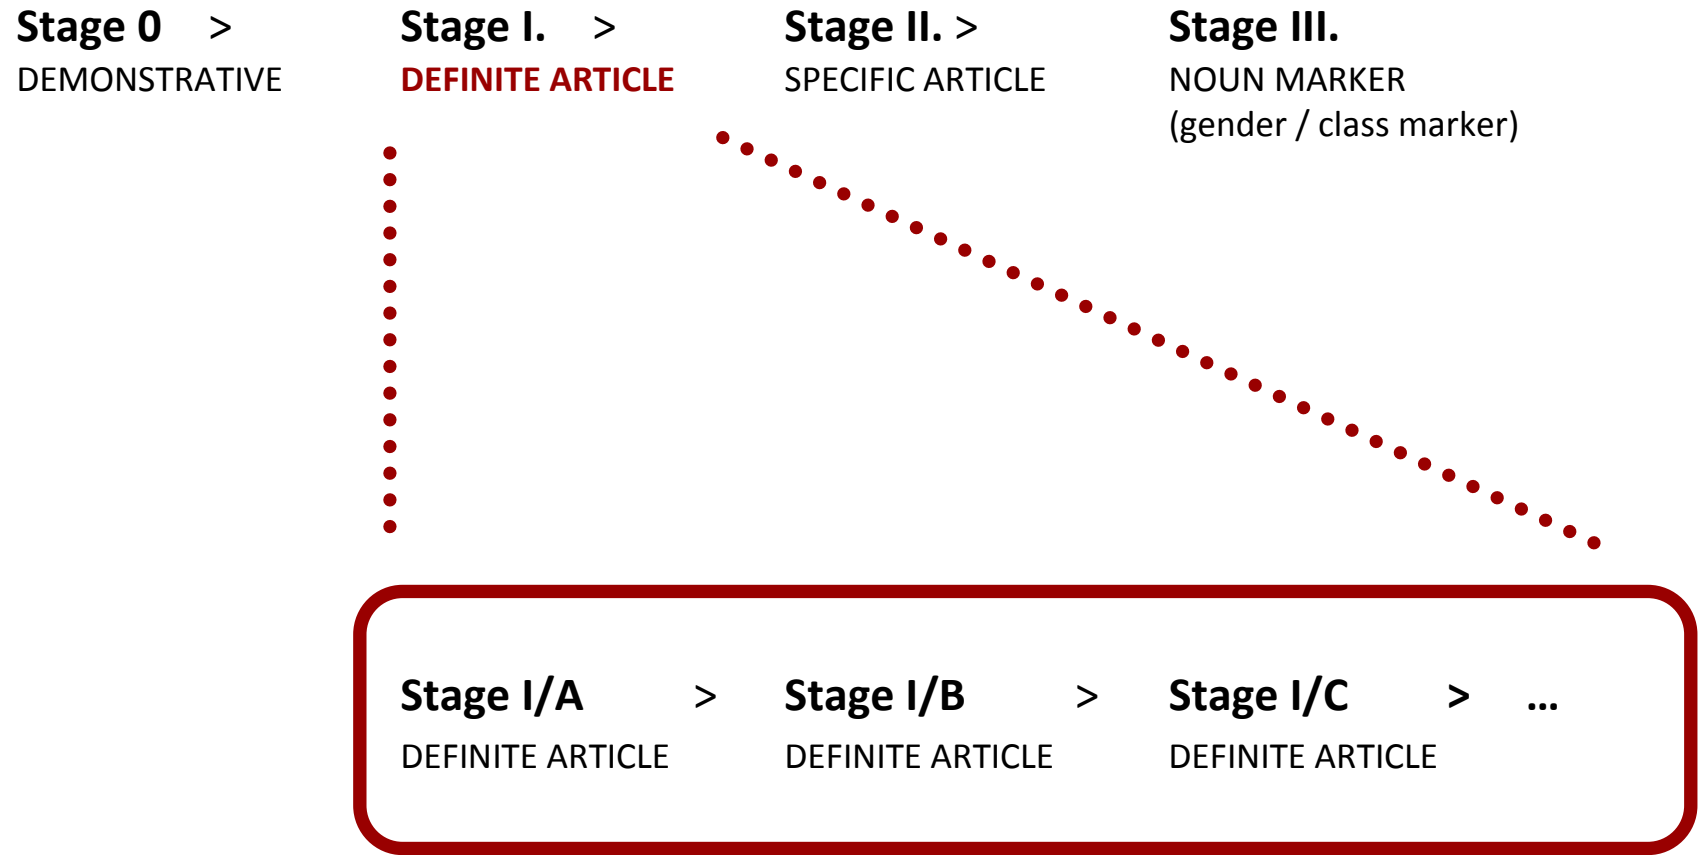 Stage 0 > Stage I. > Stage II. > Stage III.
DEMONSTRATIVE DEFINITE ARTICLE SPECIFIC ARTICLE NOUN MARKER
(gender / class marker)
Stage I/A > Stage I/B > Stage I/C > ...
DEFINITE ARTICLE DEFINITE ARTICLE DEFINITE ARTICLE